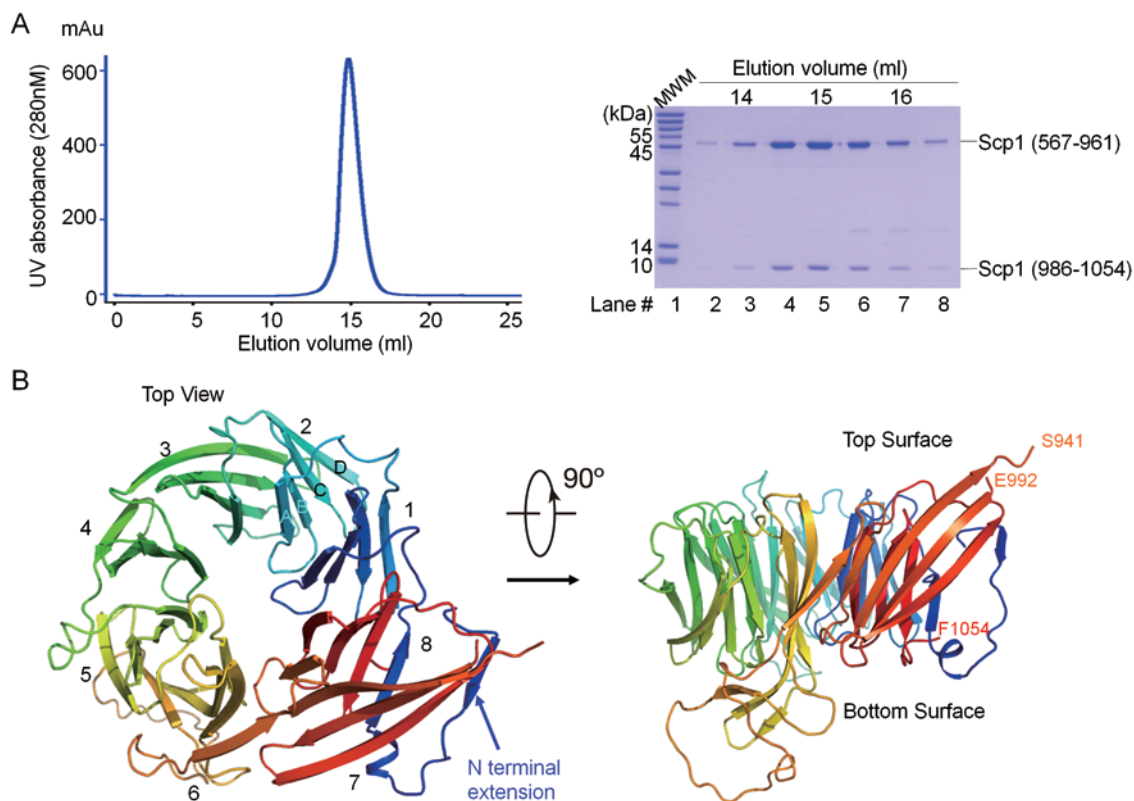 A
mAu
600
400
200
0
UV absorbance (280NM)
0 5 10 15 20 25
Elution volume (ml)
Elution volume (ml)
MWM
14 15 16
(kDa)
55
45
14
10
Scp1 (567-961)
Scp1 (986-1054)
Lane # 1 2 3 4 5 6 7 8
B
Top View
1
2
3
4
5
6
7
8
A
B
C
D
N terminal
extension
90º
Top Surface
S941
E992
F1054
Bottom Surface